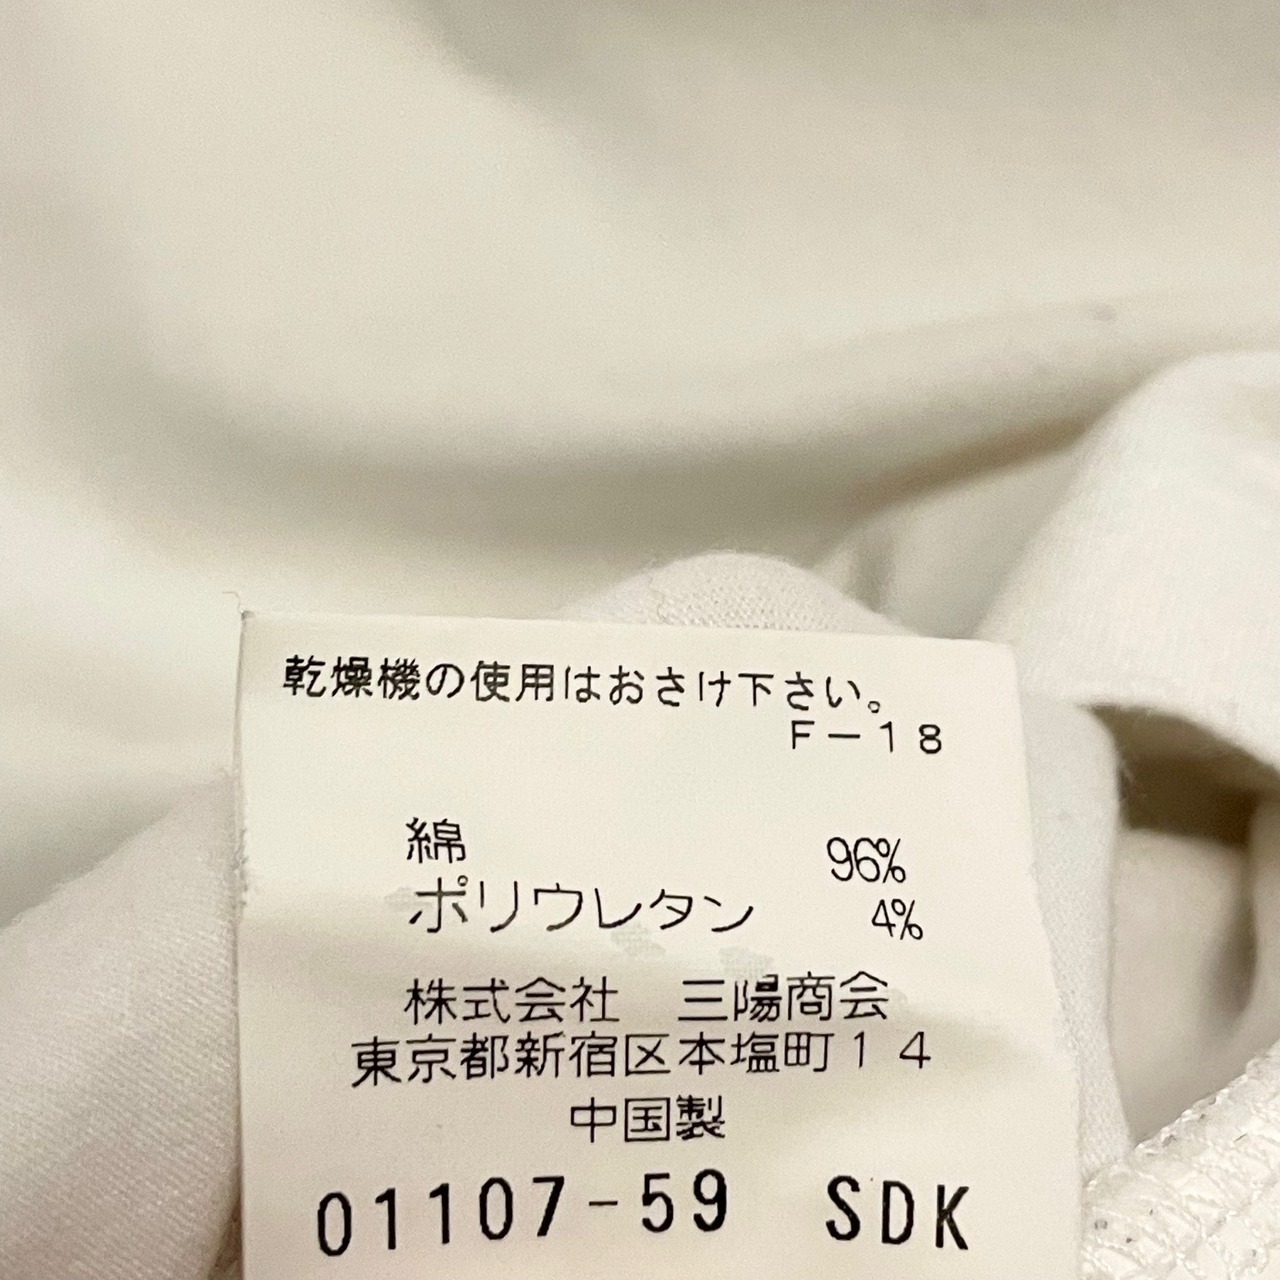 乾燥機の使用はおさけ下さい。
F－18
綿 96%
ポリウレタン 4%
株式会社　三陽商会
東京都新宿区本塩町14
中国製
01107-59 SDK